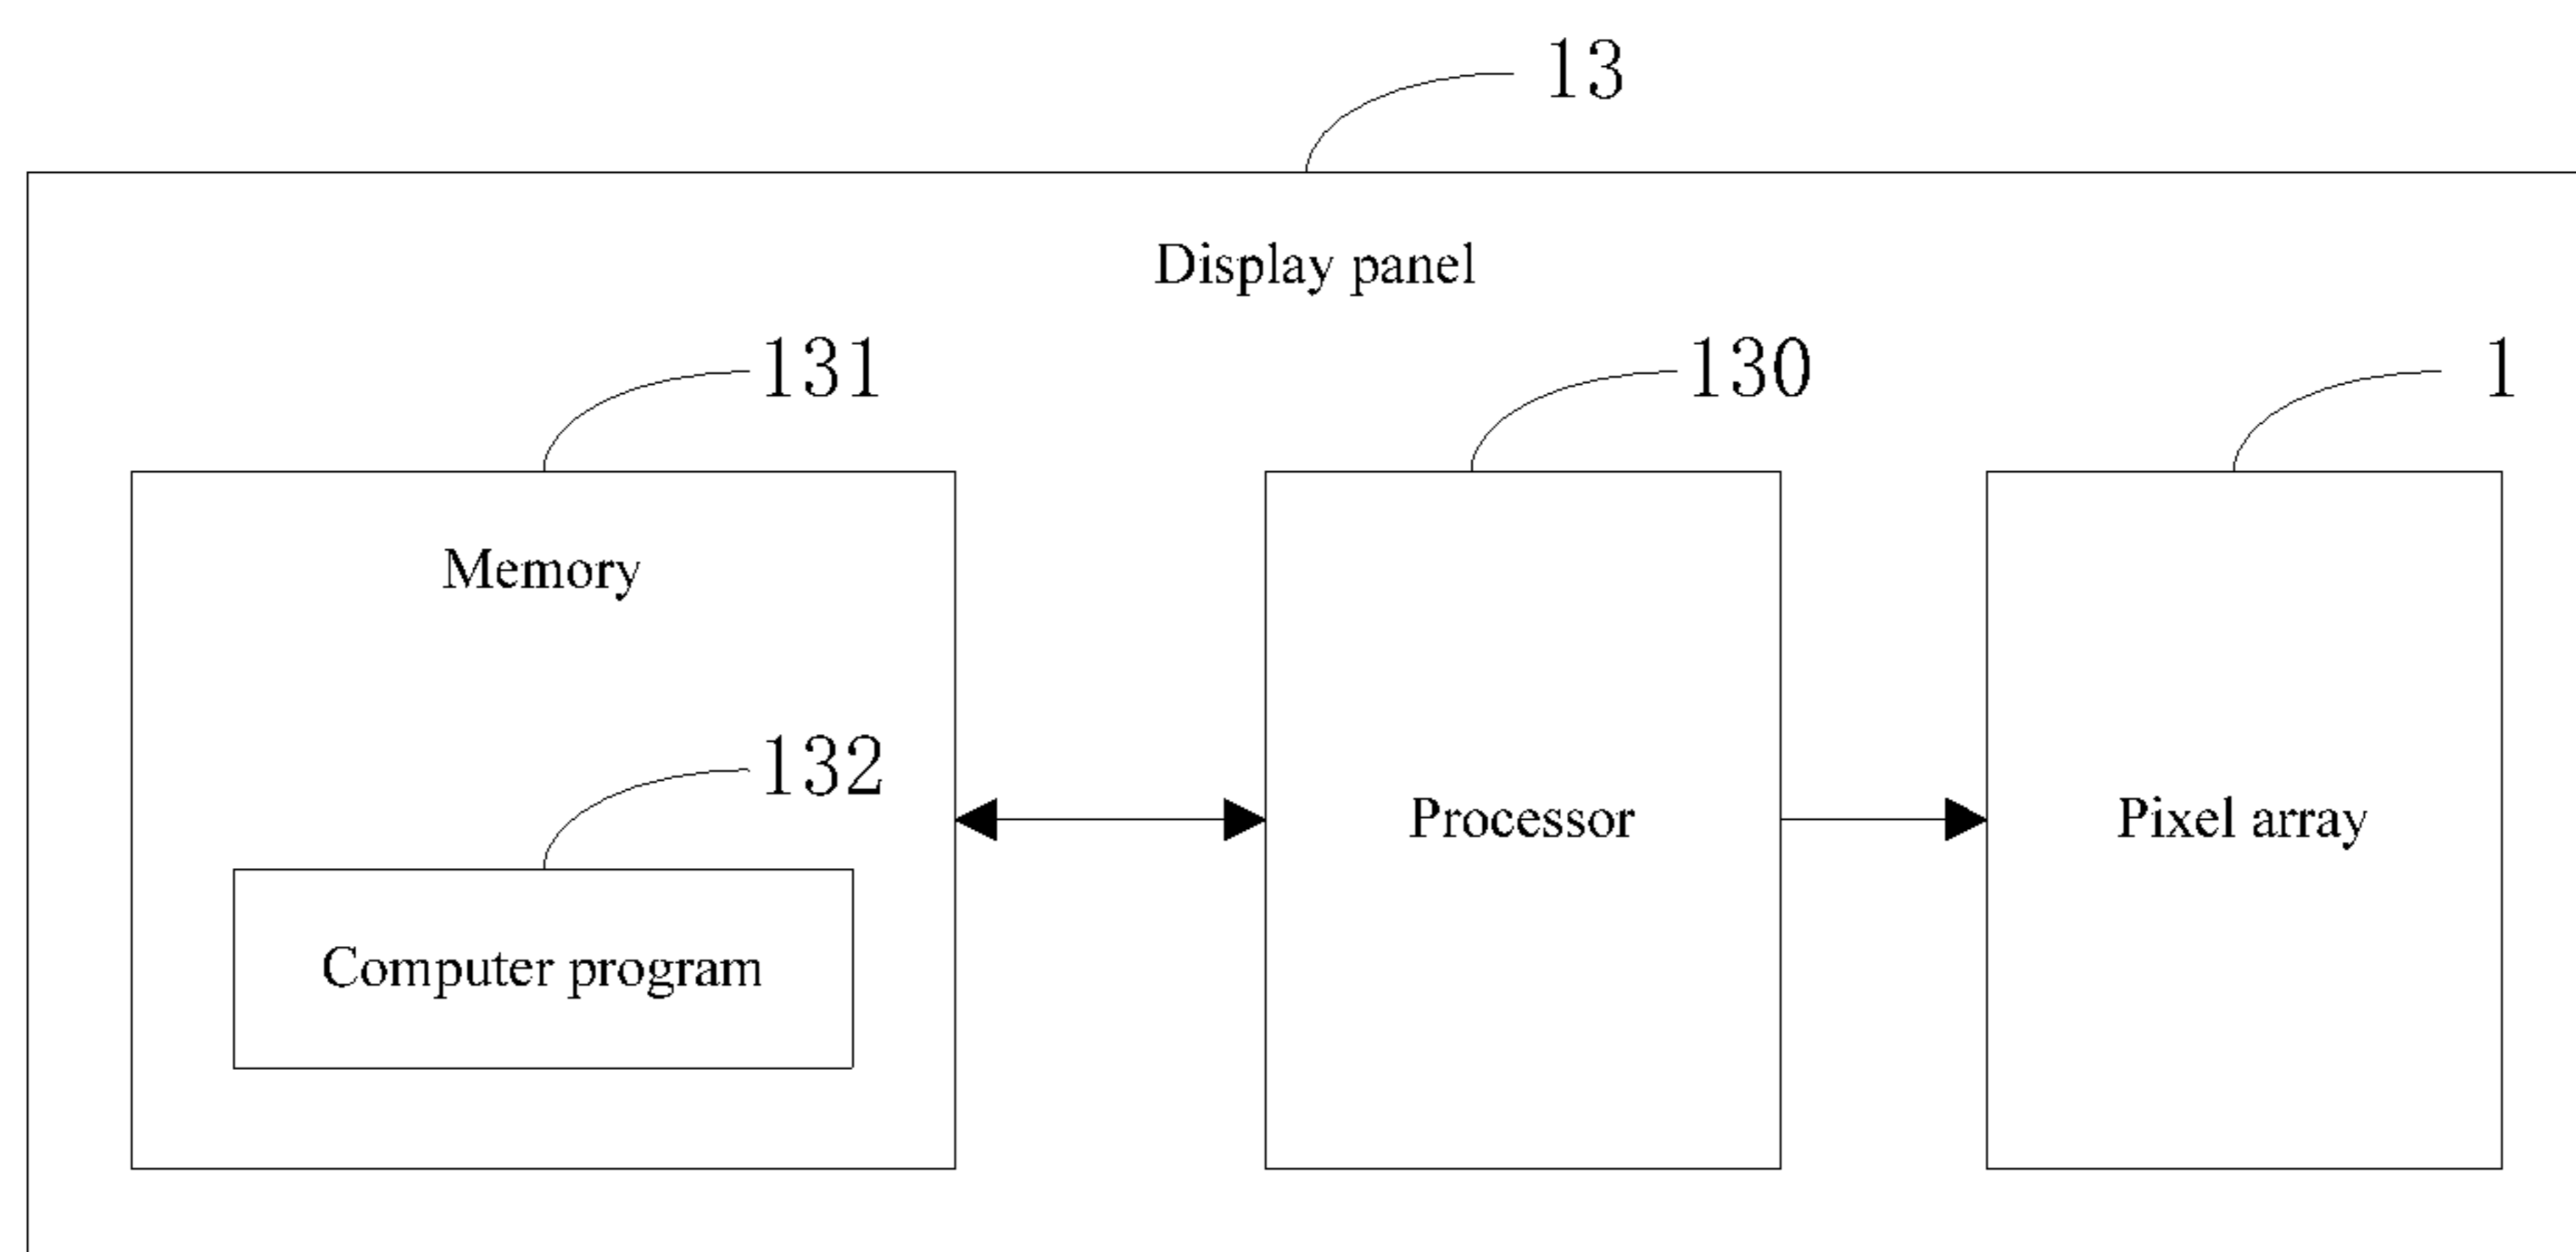 13
Display panel
131
130
1
Memory
132
Processor
Pixel array
Computer program